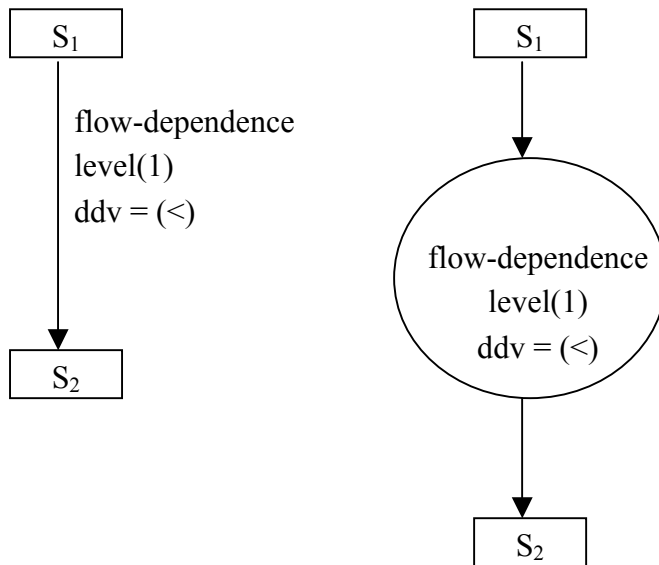 S₁
flow-dependence
level(1)
ddv = (<)
S₂
S₁
flow-dependence
level(1)
ddv = (<)
S₂